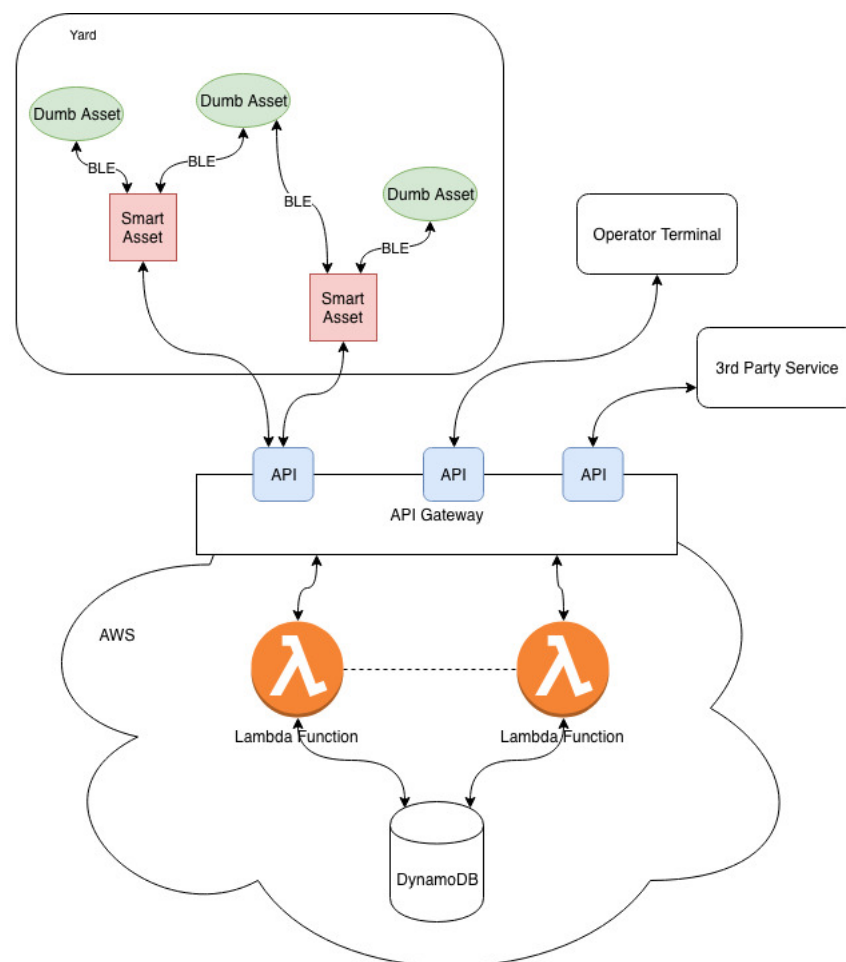 Yard
Dumb Asset
Dumb Asset
BLE
BLE
Dumb Asset
BLE
Smart
Asset
BLE
Operator Terminal
Smart
Asset
3rd Party Service
API
API
API
API Gateway
AWS
Lambda Function
Lambda Function
DynamoDB